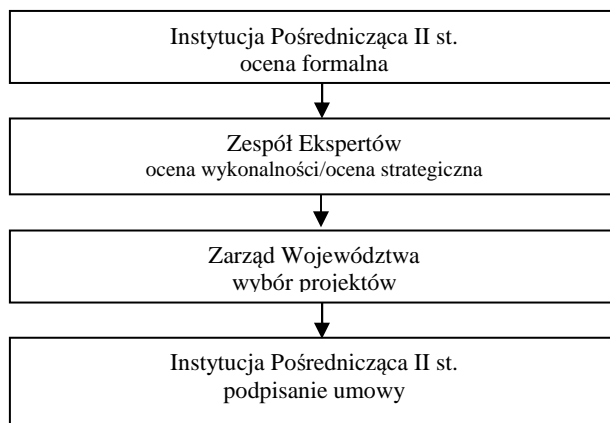 Instytucja Pośrednicząca II st.
ocena formalna
Zespół Ekspertów
ocena wykonalności/ocena strategiczna
Zarząd Województwa
wybór projektów
Instytucja Pośrednicząca II st.
podpisanie umowy